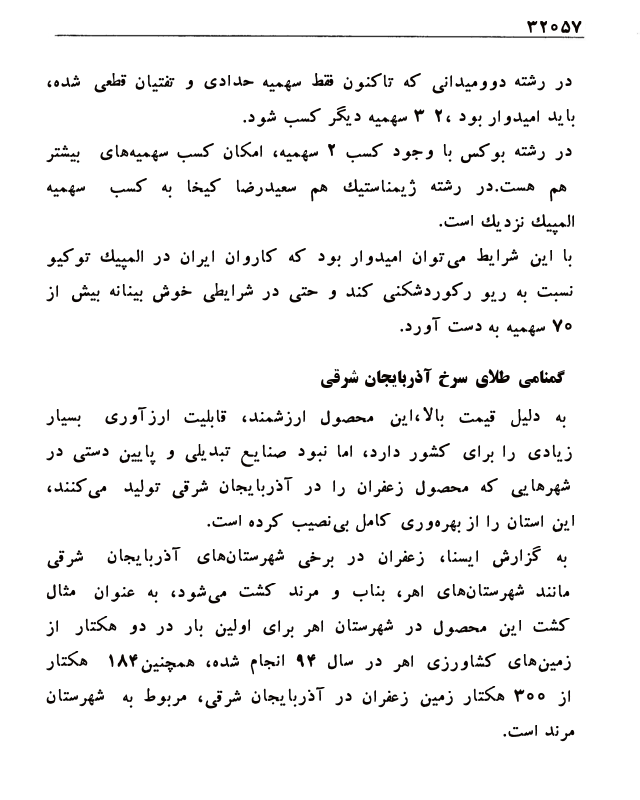 ۳۲۰۵۷
در رشته دوومیدانی که تاکنون فقط سهمیه حدادی و تفتیان قطعی شده،
باید امیدوار بود ،۲ ۳ سهمیه دیگر کسب شود.
در رشته بوکس با وجود کسب ۲ سهمیه، امکان کسب سهمیه‌های بیشتر
هم هست.در رشته ژیمناستیك هم سعیدرضا کیخا به کسب سهمیه
المپیك نزدیك است.
با این شرایط می‌توان امیدوار بود که کاروان ایران در المپیك توکیو
نسبت به ریو رکوردشکنی کند و حتی در شرایطی خوش بینانه بیش از
۷۰ سهمیه به دست آورد.
گمنامی طلای سرخ آذربایجان شرقی
به دلیل قیمت بالا،این محصول ارزشمند، قابلیت ارزآوری بسیار
زیادی را برای کشور دارد، اما نبود صنایع تبدیلی و پایین دستی در
شهرهایی که محصول زعفران را در آذربایجان شرقی تولید می‌کنند،
این استان را از بهره‌وری کامل بی‌نصیب کرده است.
به گزارش ایسنا، زعفران در برخی شهرستان‌های آذربایجان شرقی
مانند شهرستان‌های اهر، بناب و مرند کشت می‌شود، به عنوان مثال
کشت این محصول در شهرستان اهر برای اولین بار در دو هکتار از
زمین‌های کشاورزی اهر در سال ۹۴ انجام شده، همچنین۱۸۴ هکتار
از ۳۰۰ هکتار زمین زعفران در آذربایجان شرقی، مربوط به شهرستان
مرند است.